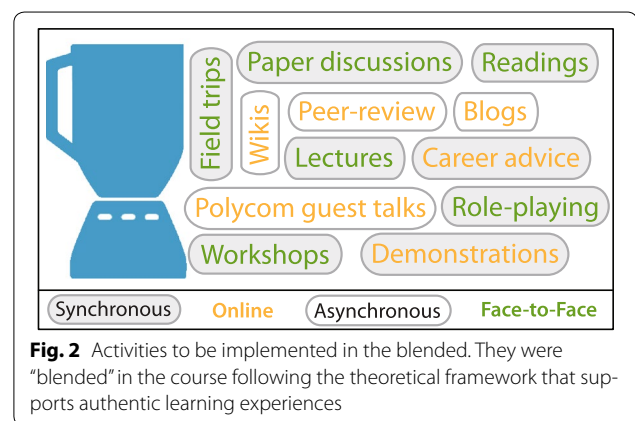 Field trips
Paper discussions
Readings
Wikis
Peer-review
Blogs
Lectures
Career advice
Polycom guest talks
Role-playing
Workshops
Demonstrations
Synchronous
Online
Asynchronous
Face-to-Face
Fig. 2 Activities to be implemented in the blended. They were
“blended” in the course following the theoretical framework that sup-
ports authentic learning experiences